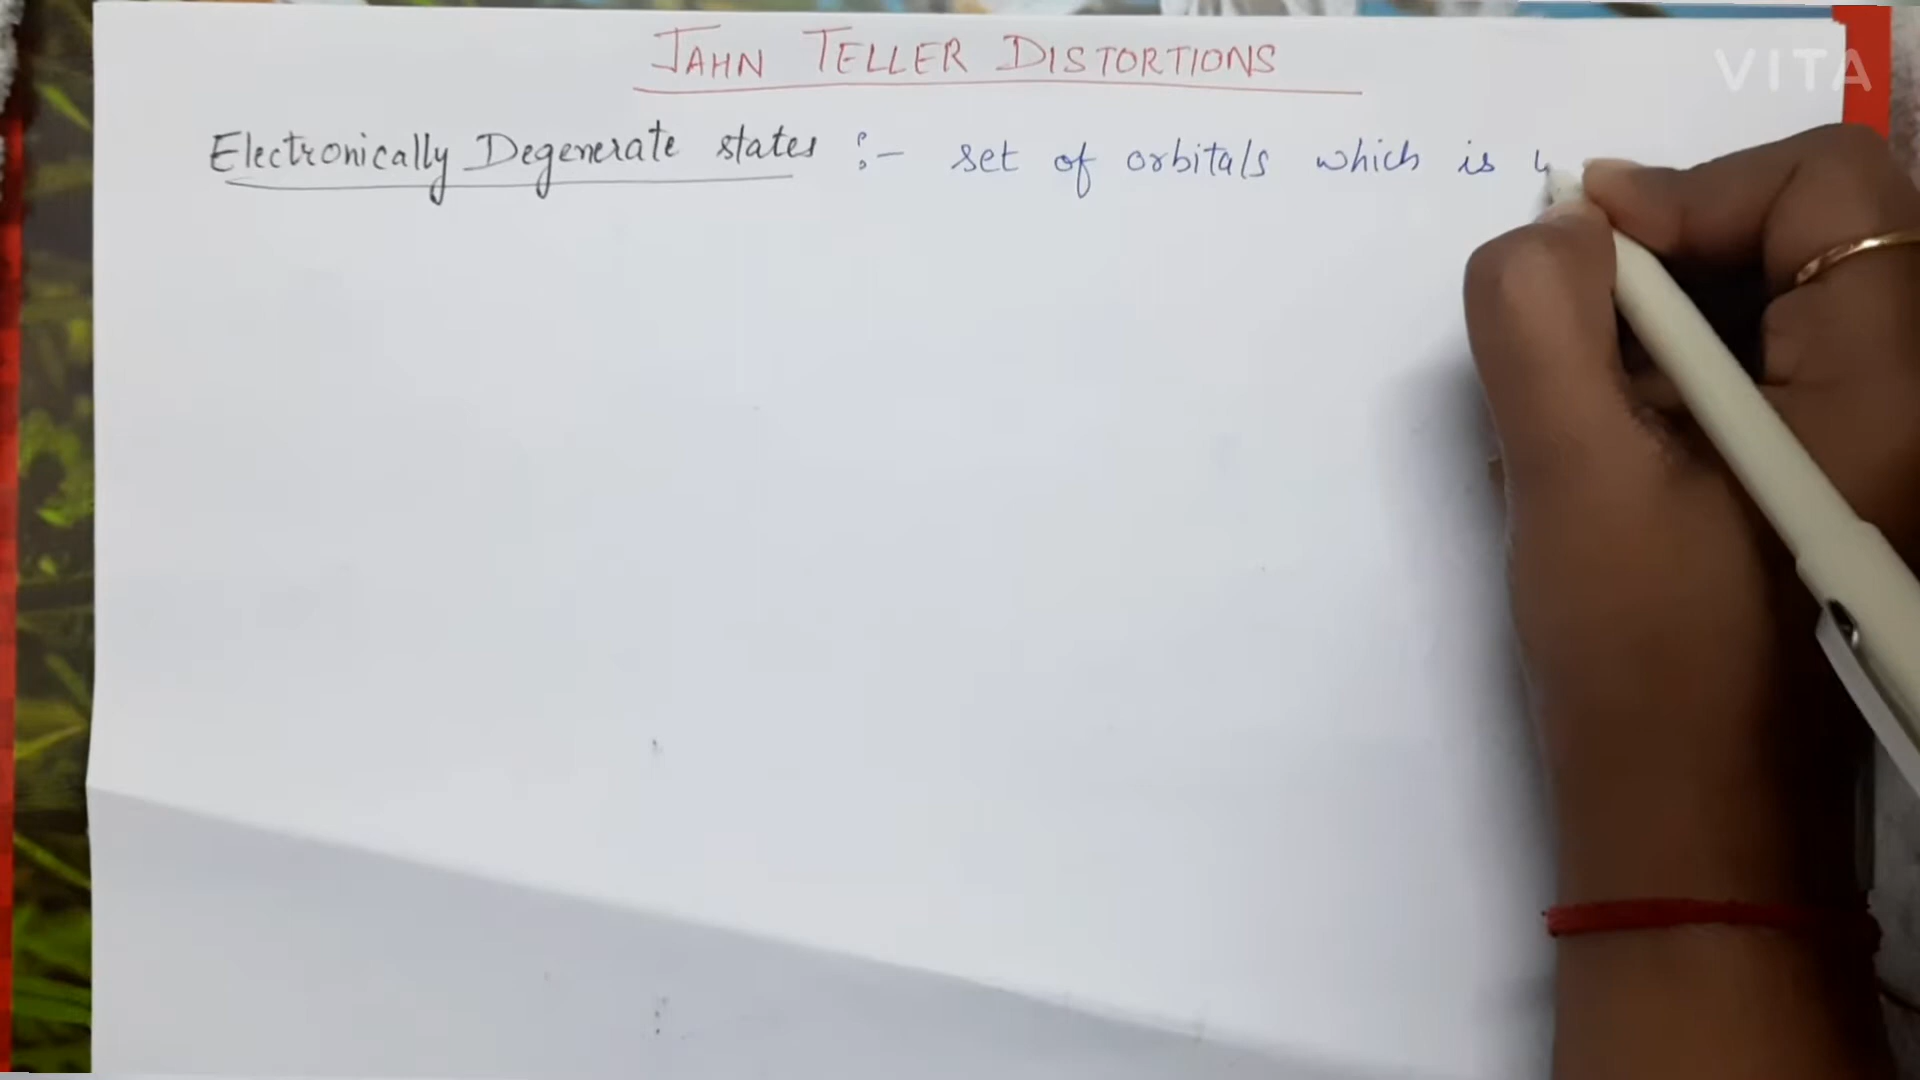 JAHN TELLER DISTORTIONS
VITA
Electronically Degenerate states :- set of orbitals which is